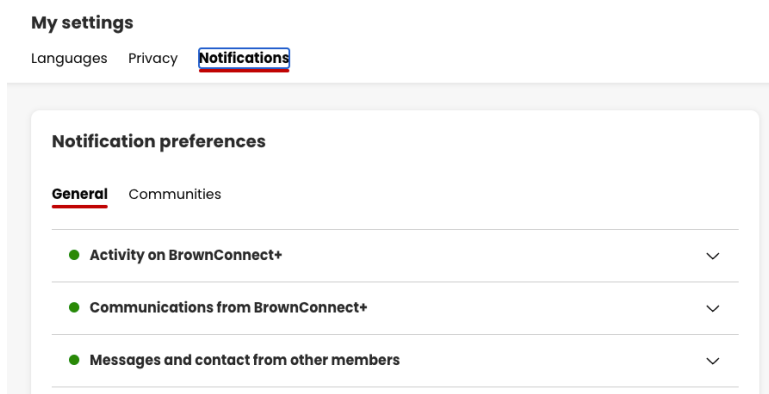 My settings
Languages Privacy Notifications
Notification preferences
General Communities
Activity on BrownConnect+
Communications from BrownConnect+
Messages and contact from other members